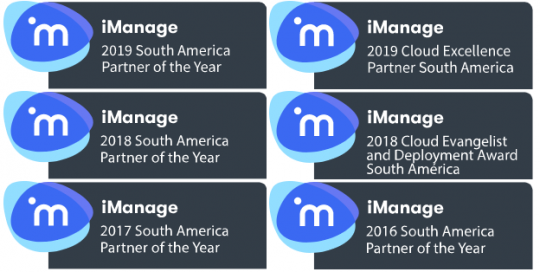 m
iManage
2019 South America
Partner of the Year
m
iManage
2019 Cloud Excellence
Partner South America
m
iManage
2018 South America
Partner of the Year
m
iManage
2018 Cloud Evangelist
and Deployment Award
South America
m
iManage
2017 South America
Partner of the Year
m
iManage
2016 South America
Partner of the Year